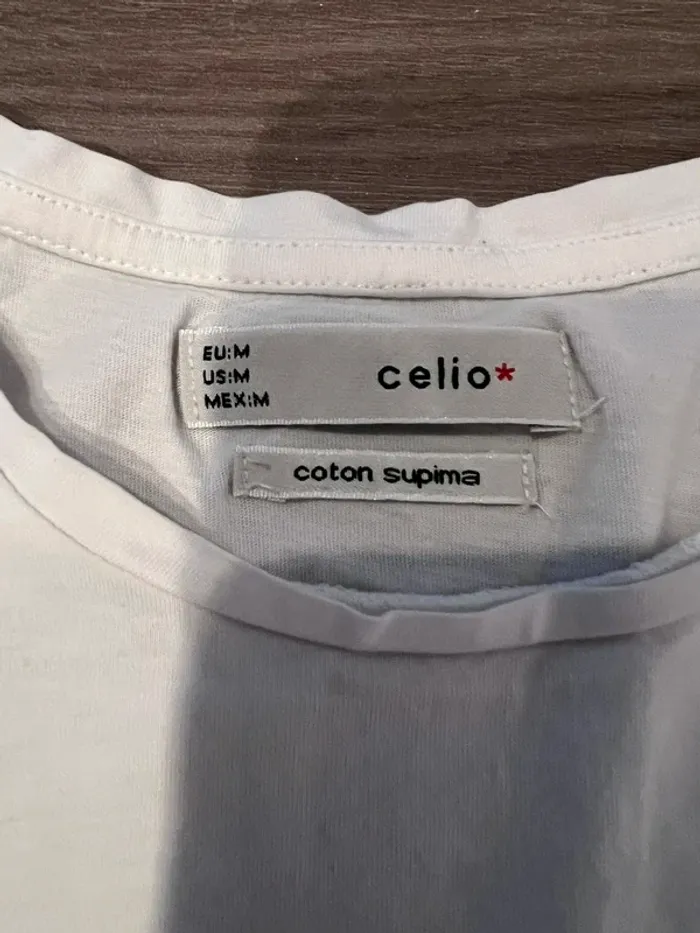 EU:M
US:M
MEX:M
celio*
coton supima